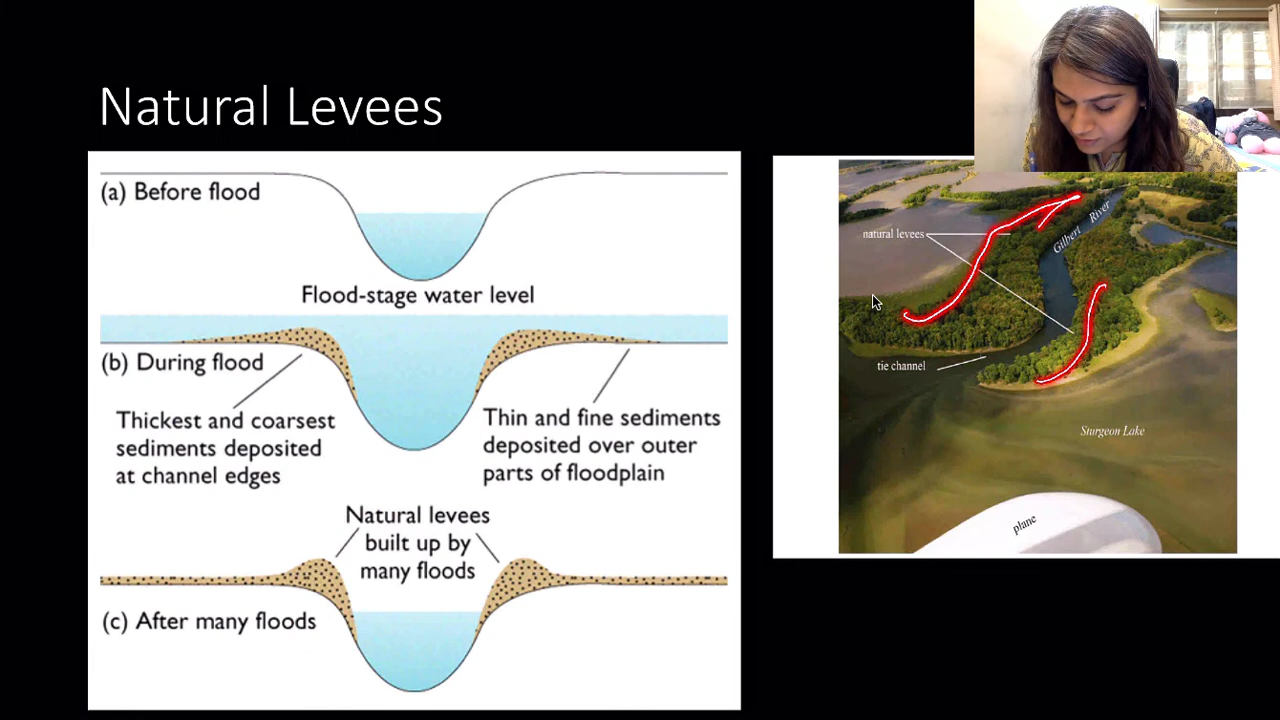 Natural Levees
(a) Before flood
Flood-stage water level
(b) During flood
Thickest and coarsest
sediments deposited
at channel edges
Thin and fine sediments
deposited over outer
parts of floodplain
Natural levees
built up by
many floods
(c) After many floods
natural levees
Gilbert River
tie channel
Sturgeon Lake
plane